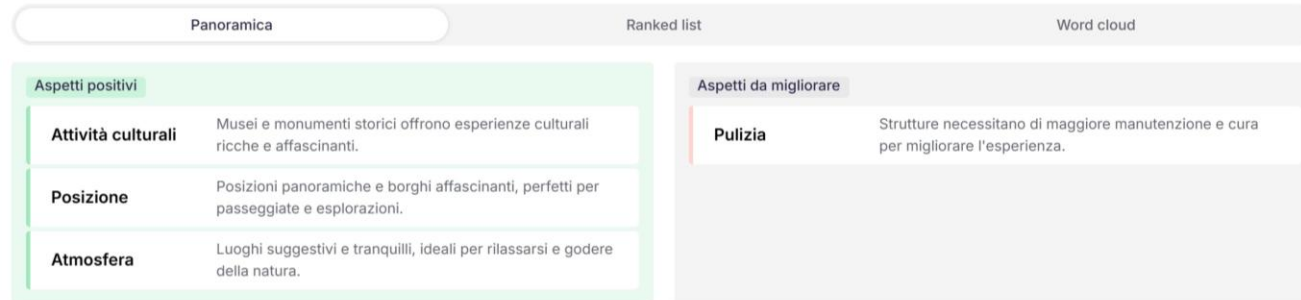 Panoramica
Ranked list
Word cloud
Aspetti positivi
Attività culturali
Musei e monumenti storici offrono esperienze culturali
ricche e affascinanti.
Posizione
Posizioni panoramiche e borghi affascinanti, perfetti per
passeggiate e esplorazioni.
Atmosfera
Luoghi suggestivi e tranquilli, ideali per rilassarsi e godere
della natura.
Aspetti da migliorare
Pulizia
Strutture necessitano di maggiore manutenzione e cura
per migliorare l'esperienza.